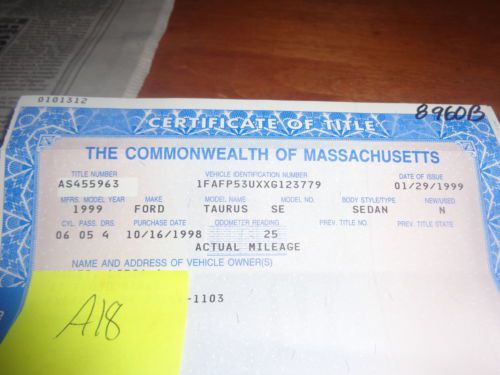 0101312
8960B
CERTIFICATE OF TITLE
THE COMMONWEALTH OF MASSACHUSETTS
TITLE NUMBER VEHICLE IDENTIFICATION NUMBER DATE OF ISSUE
AS455963 1FAFP53UXXG123779 01/29/1999
MFRS. MODEL YEAR MAKE MODEL NAME MODEL NO. BODY STYLE/TYPE NEW/USED
1999 FORD TAURUS SE SEDAN N
CYL. PASS. DRS. PURCHASE DATE ODOMETER READING PREV. TITLE NO. PREV. TITLE STATE
06 05 4 10/16/1998 25
ACTUAL MILEAGE
NAME AND ADDRESS OF VEHICLE OWNER(S)
-1103
A18